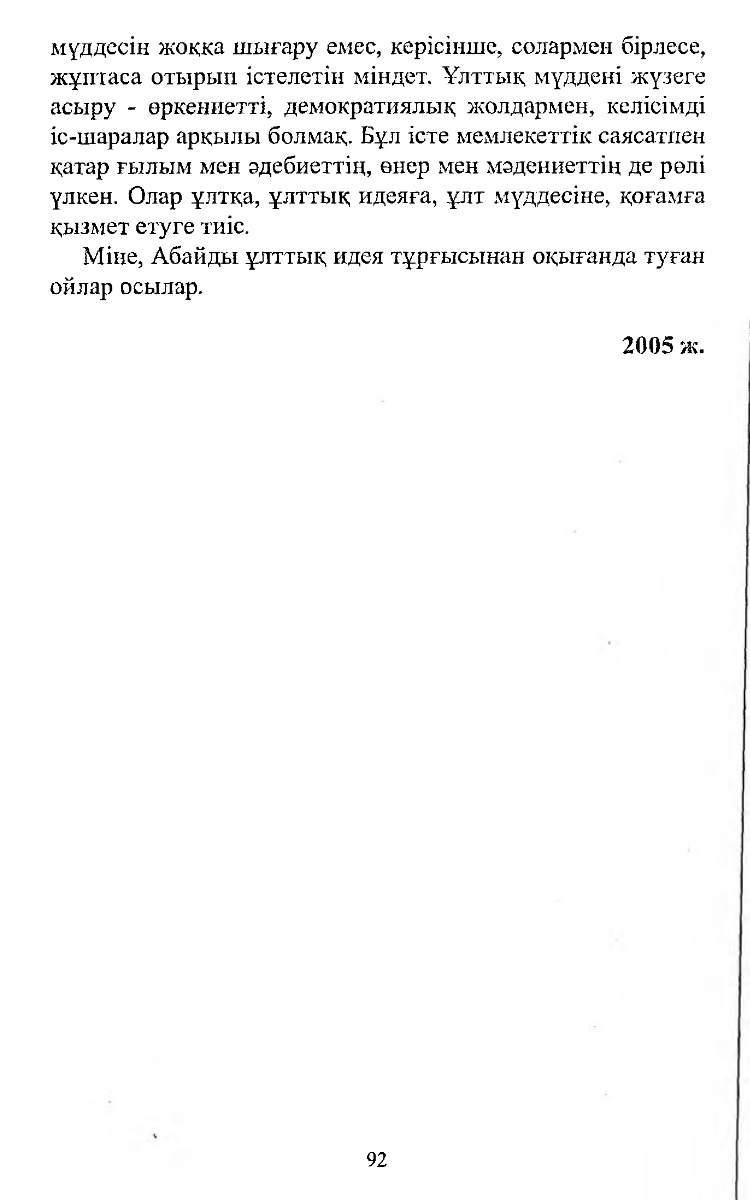 мүддесін жоққа шығару емес, керісінше, солармен бірлесе,
жұптаса отырып істелетін міндет. Ұлттық мүддені жүзеге
асыру - өркениетті, демократиялық жолдармен, келісімді
іс-шаралар арқылы болмақ. Бұл істе мемлекеттік саясатпен
қатар ғылым мен әдебиеттің, өнер мен мәдениеттің де рөлі
үлкен. Олар ұлтқа, ұлттық идеяға, ұлт мүддесіне, қоғамға
қызмет етуге тиіс.
Міне, Абайды ұлттық идея тұрғысынан оқығанда туған
ойлар осылар.
2005 ж.
92